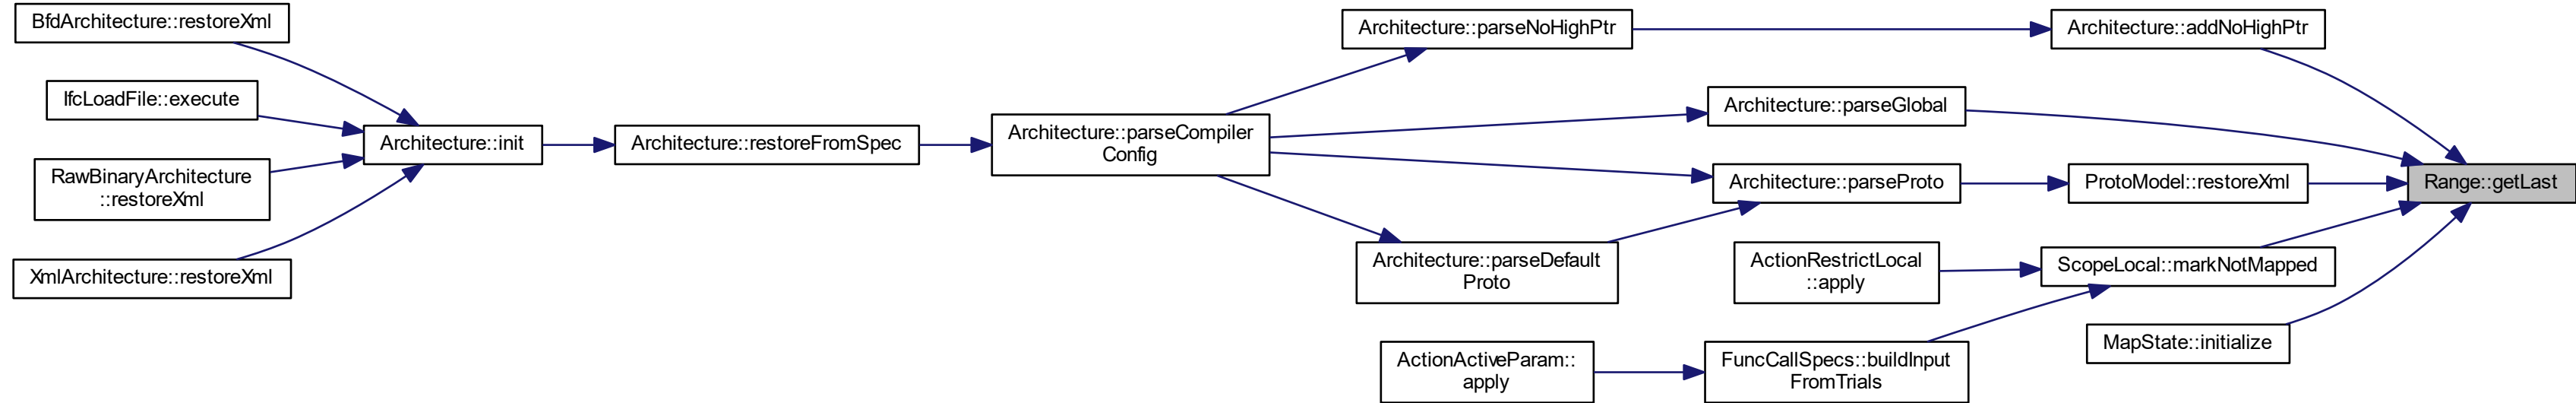 BfdArchitecture::restoreXml
IfcLoadFile::execute
RawBinaryArchitecture
::restoreXml
XmlArchitecture::restoreXml
Architecture::init
Architecture::restoreFromSpec
Architecture::parseCompiler
Config
Architecture::parseNoHighPtr
Architecture::parseGlobal
Architecture::parseProto
Architecture::parseDefault
Proto
ActionRestrictLocal
::apply
ActionActiveParam::
apply
FuncCallSpecs::buildInput
FromTrials
Architecture::addNoHighPtr
ProtoModel::restoreXml
ScopeLocal::markNotMapped
MapState::initialize
Range::getLast